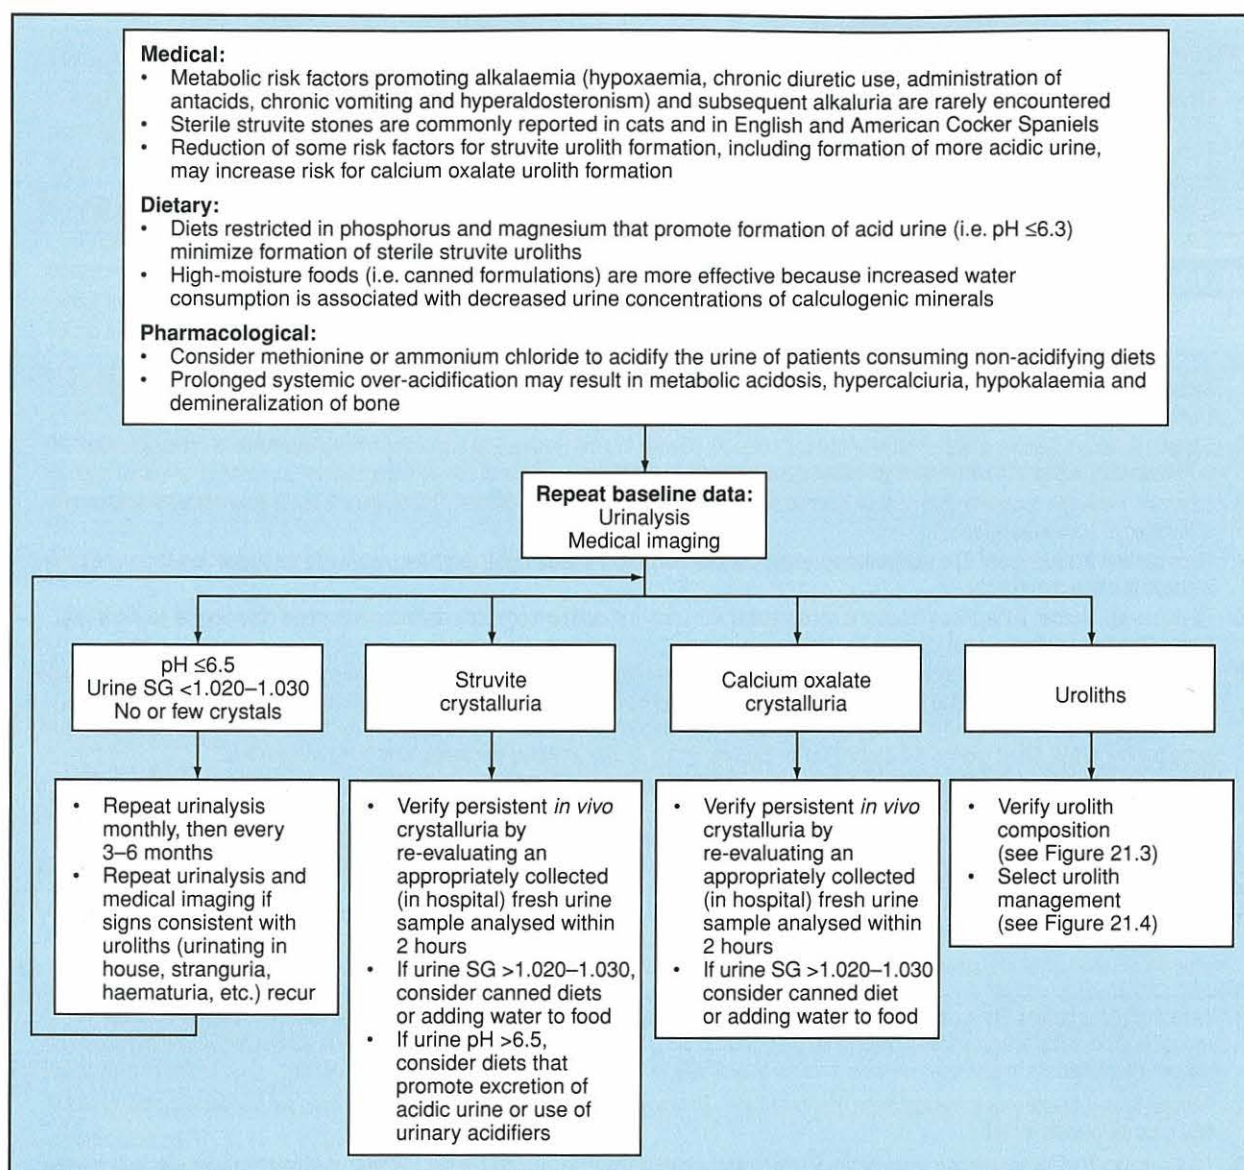 Medical:
• Metabolic risk factors promoting alkalaemia (hypoxaemia, chronic diuretic use, administration of
antacids, chronic vomiting and hyperaldosteronism) and subsequent alkaluria are rarely encountered
• Sterile struvite stones are commonly reported in cats and in English and American Cocker Spaniels
• Reduction of some risk factors for struvite urolith formation, including formation of more acidic urine,
may increase risk for calcium oxalate urolith formation
Dietary:
• Diets restricted in phosphorus and magnesium that promote formation of acid urine (i.e. pH ≤6.3)
minimize formation of sterile struvite uroliths
• High-moisture foods (i.e. canned formulations) are more effective because increased water
consumption is associated with decreased urine concentrations of calculogenic minerals
Pharmacological:
• Consider methionine or ammonium chloride to acidify the urine of patients consuming non-acidifying diets
• Prolonged systemic over-acidification may result in metabolic acidosis, hypercalciuria, hypokalaemia and
demineralization of bone
Repeat baseline data:
Urinalysis
Medical imaging
pH ≤6.5
Urine SG <1.020–1.030
No or few crystals
• Repeat urinalysis
monthly, then every
3–6 months
• Repeat urinalysis and
medical imaging if
signs consistent with
uroliths (urinating in
house, stranguria,
haematuria, etc.) recur
Struvite
crystalluria
• Verify persistent in vivo
crystalluria by
re-evaluating an
appropriately collected
(in hospital) fresh urine
sample analysed within
2 hours
• If urine SG >1.020–1.030,
consider canned diets
or adding water to food
• If urine pH >6.5,
consider diets that
promote excretion of
acidic urine or use of
urinary acidifiers
Calcium oxalate
crystalluria
• Verify persistent in vivo
crystalluria by
re-evaluating an
appropriately collected
(in hospital) fresh urine
sample analysed within
2 hours
• If urine SG >1.020–1.030
consider canned diet
or adding water to food
Uroliths
• Verify urolith
composition
(see Figure 21.3)
• Select urolith
management
(see Figure 21.4)